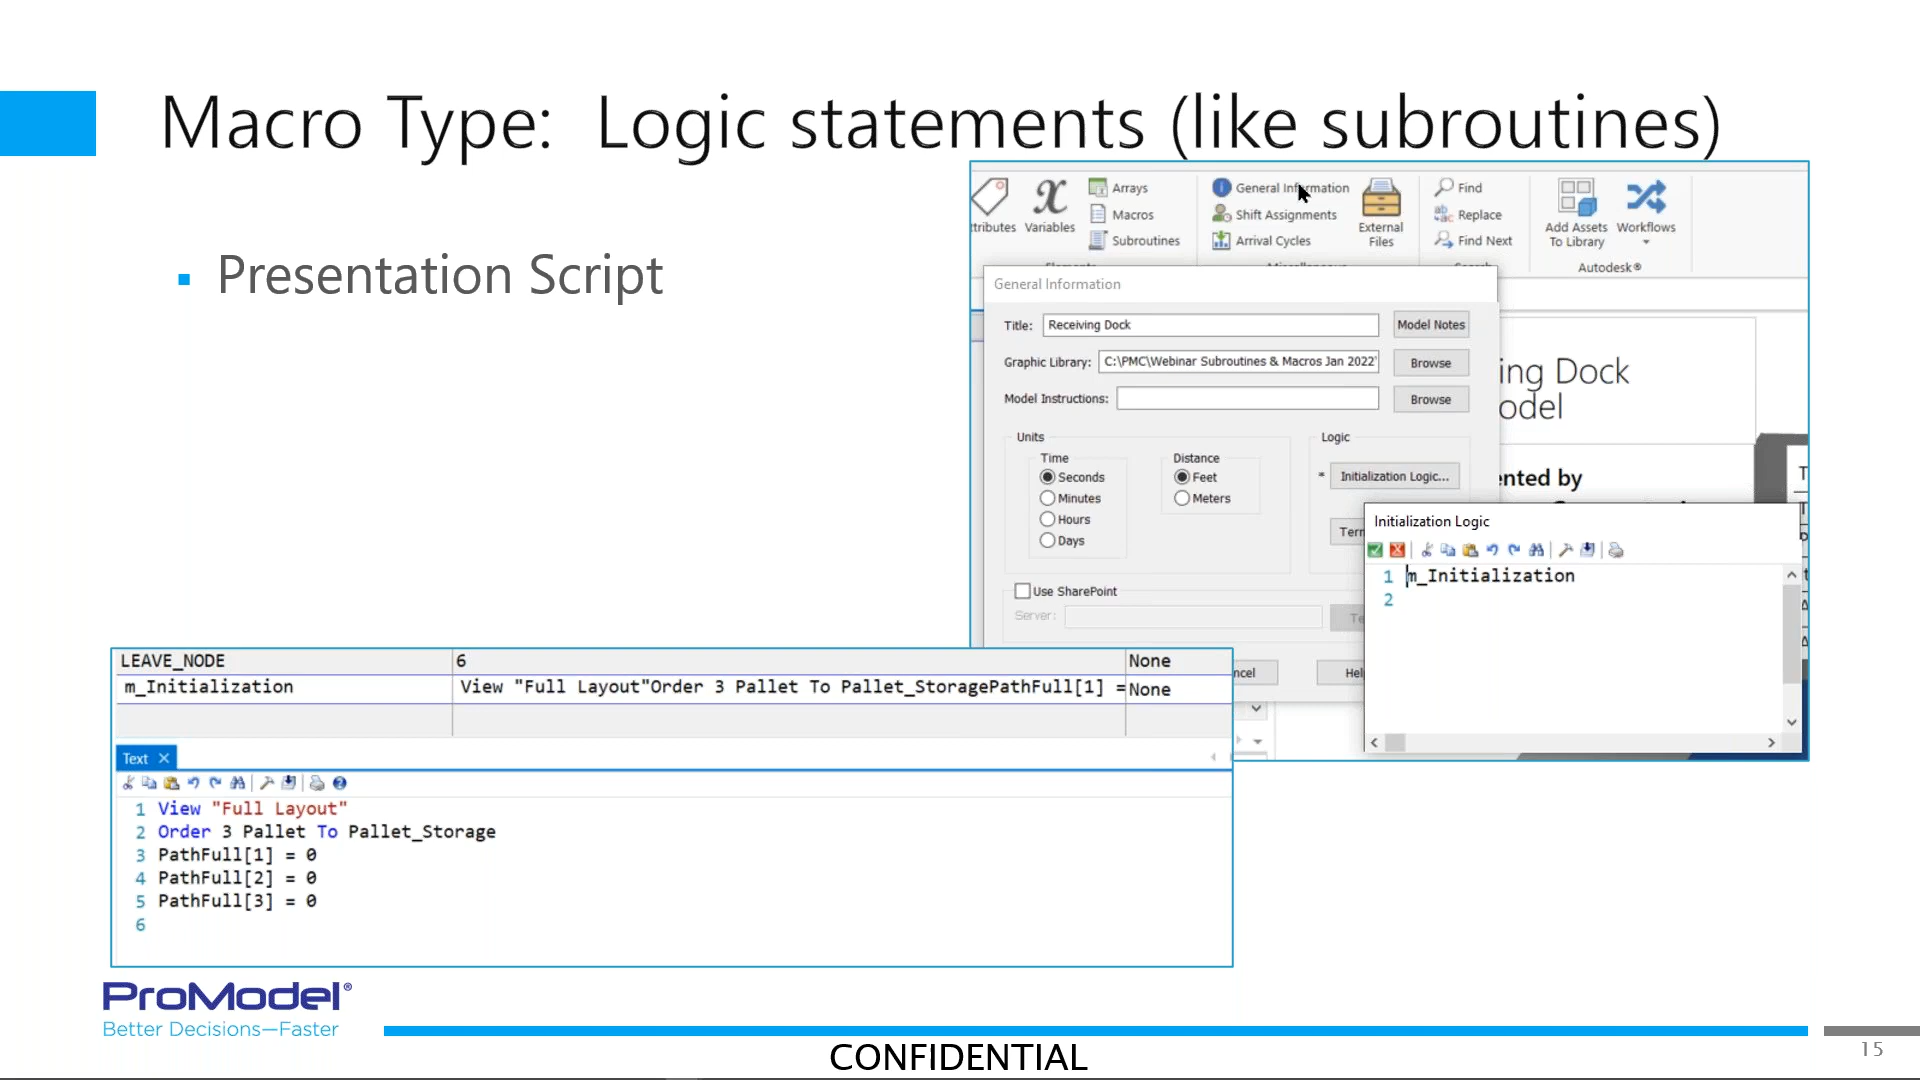 Macro Type: Logic statements (like subroutines)
Presentation Script
tributes
Variables
Arrays
Macros
Subroutines
General Information
Shift Assignments
Arrival Cycles
External
Files
Find
Replace
Find Next
Add Assets
To Library
Workflows
Autodesk®
General Information
Title: Receiving Dock Model Notes
Graphic Library: C:\PMC\Webinar Subroutines & Macros Jan 2022 Browse
Model Instructions: Browse
Units
Time
Seconds
Minutes
Hours
Days
Distance
Feet
Meters
Logic
* Initialization Logic...
Term
Use SharePoint
Server: Te
ncel
Hel
ing Dock
odel
ented by
Initialization Logic
1 m_Initialization
2
LEAVE_NODE 6 None
m_Initialization View "Full Layout"Order 3 Pallet To Pallet_StoragePathFull[1] = None
Text
1 View "Full Layout"
2 Order 3 Pallet To Pallet_Storage
3 PathFull[1] = 0
4 PathFull[2] = 0
5 PathFull[3] = 0
6
ProModel®
Better Decisions—Faster
CONFIDENTIAL
15